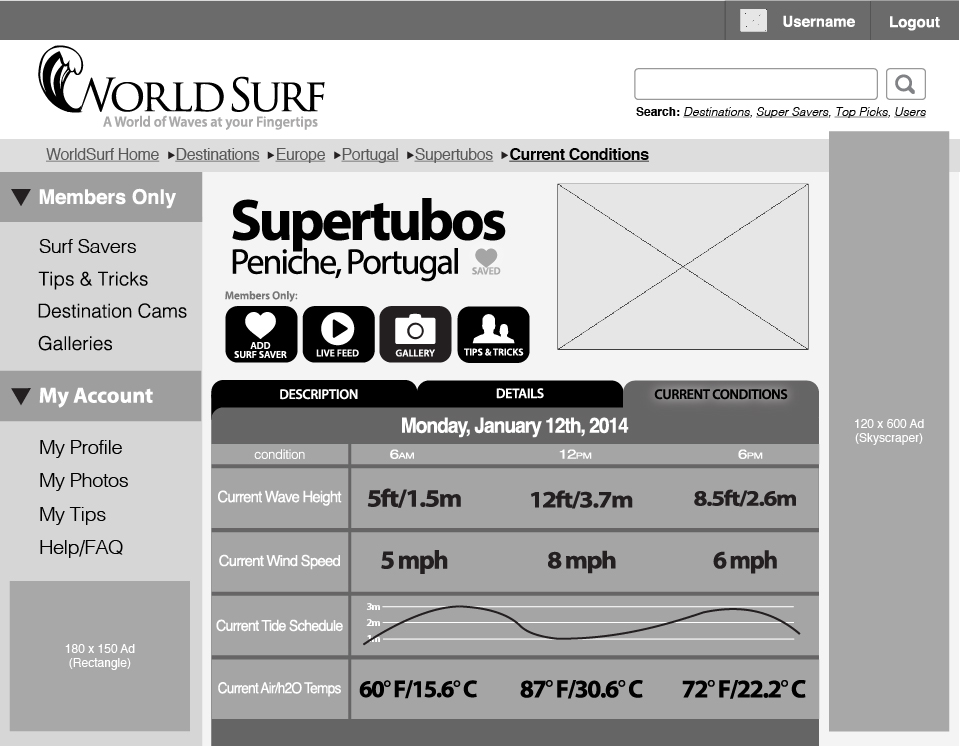 Username
Logout
WORLD SURF
A World of Waves at your Fingertips
Search: Destinations, Super Savers, Top Picks, Users
WorldSurf Home Destinations Europe Portugal Supertubos Current Conditions
Members Only
Surf Savers
Tips & Tricks
Destination Cams
Galleries
My Account
My Profile
My Photos
My Tips
Help/FAQ
180 x 150 Ad
(Rectangle)
Supertubos
Peniche, Portugal
SAVED
Members Only:
ADD
SURF SAVER
LIVE FEED
GALLERY
TIPS & TRICKS
DESCRIPTION
DETAILS
CURRENT CONDITIONS
Monday, January 12th, 2014
condition 6AM 12PM 6PM
Current Wave Height 5ft/1.5m 12ft/3.7m 8.5ft/2.6m
Current Wind Speed 5 mph 8 mph 6 mph
Current Tide Schedule
3m
2m
1m
Current Air/h2O Temps 60° F/15.6° C 87° F/30.6° C 72° F/22.2° C
120 x 600 Ad
(Skyscraper)